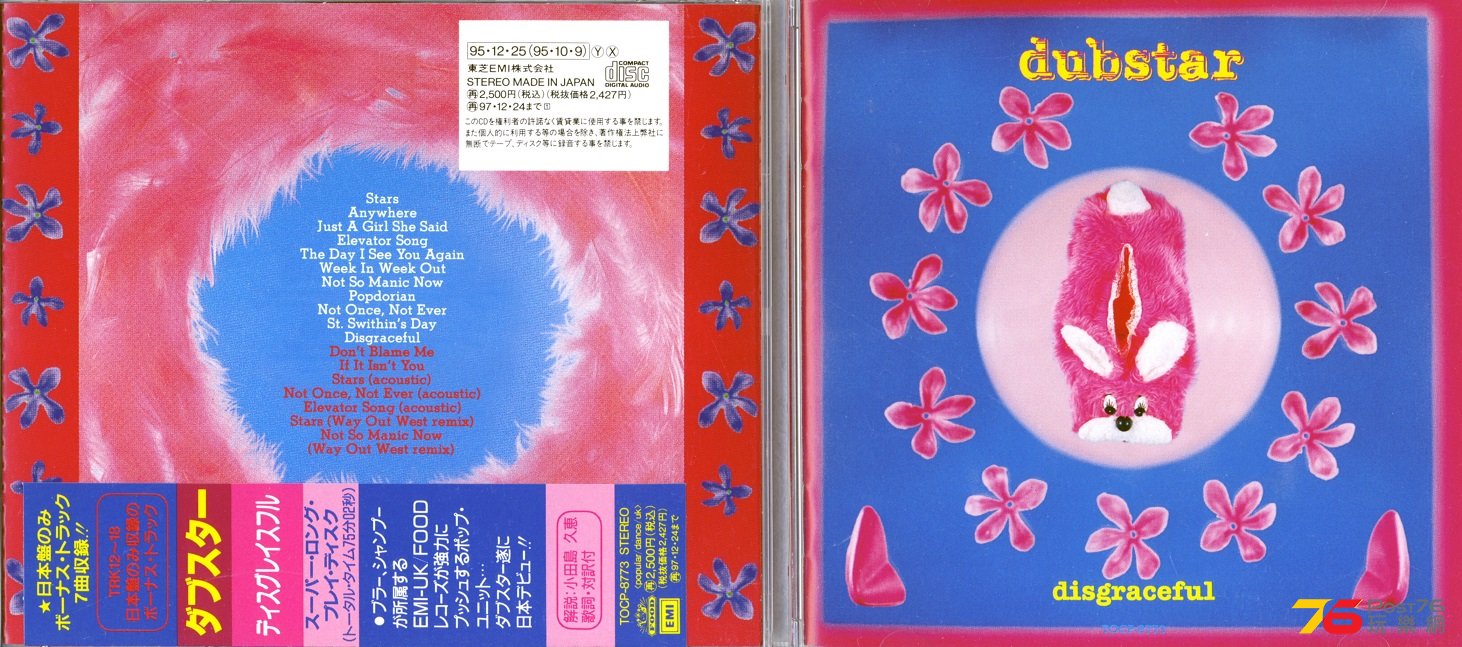 95・12・25(95・10・9)ⓎⓍ
東芝EMI株式会社
STEREO MADE IN JAPAN
COMPACT
disc
DIGITAL AUDIO
㊢2,500円(税込)(税抜価格2,427円)
㊢97・12・24まで
このCDを権利者の許諾なく賃貸業に使用する事を禁じます。
また個人的に利用する等の場合を除き、著作権法上弊社に
無断でテープ、ディスク等に録音する事を禁じます。
Stars
Anywhere
Just A Girl She Said
Elevator Song
The Day I See You Again
Week In Week Out
Not So Manic Now
Popdorian
Not Once, Not Ever
St. Swithin's Day
Disgraceful
Don't Blame Me
If It Isn't You
Stars (acoustic)
Not Once, Not Ever (acoustic)
Elevator Song (acoustic)
Stars (Way Out West remix)
Not So Manic Now
(Way Out West remix)
★日本盤のみ
ボーナス・トラック
7曲収録!!
TRK12―18
日本盤のみ収録の
ボーナス・トラック
ダブスター
ディスグレイスフル
スーパー・ロング・
プレイ・ディスク
(トータル・タイム75分02秒)
●ブラー、シャンプー
が所属する
EMI-UK/FOOD
レコーズが強力に
プッシュするポップ・
ユニット…
ダブスター遂に
日本デビュー!!
解説:小田島 久恵
歌詞・対訳付
TOCP-8773 STEREO
〈popular/dance/uk〉
2,500円(税込)
(税抜価格2,427円)
97・12・24まで
FOOD
EMI
dubstar
disgraceful
76
Post76
玩樂網